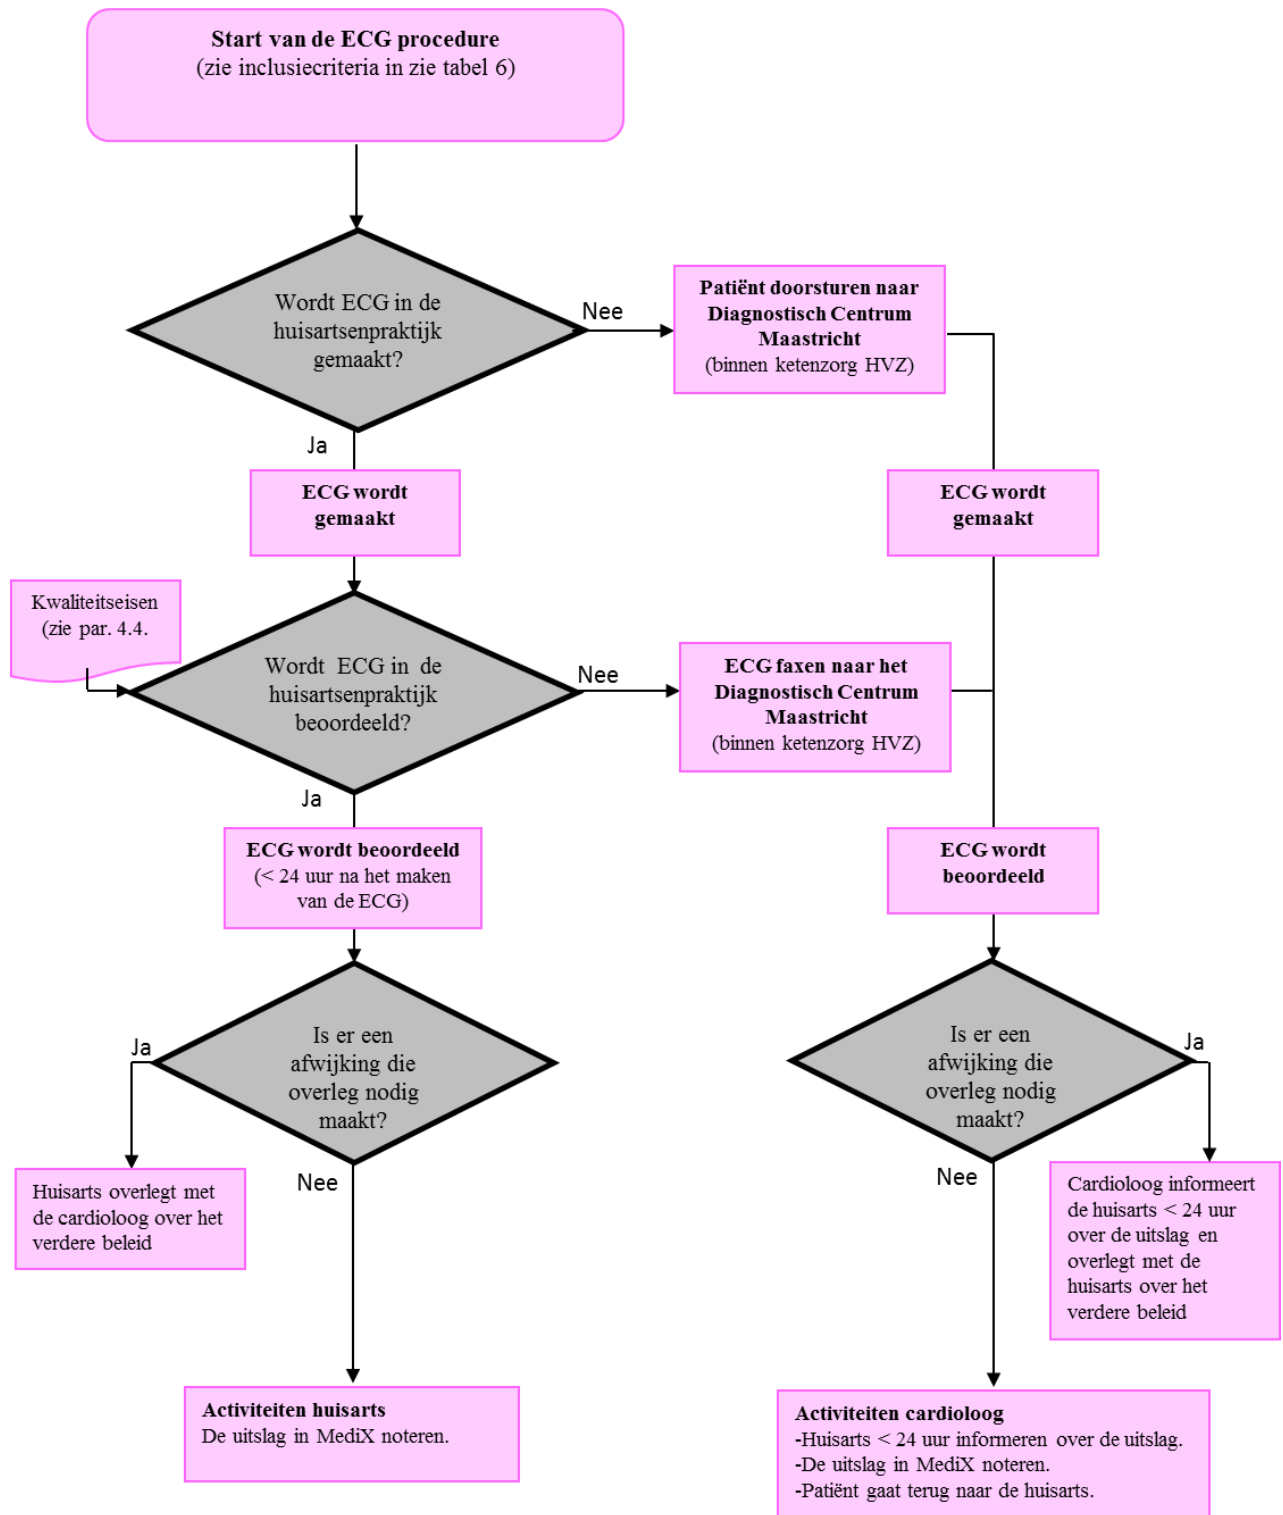 Start van de ECG procedure
(zie inclusiecriteria in zie tabel 6)
Wordt ECG in de
huisartsenpraktijk
gemaakt?
Nee
Patiënt doorsturen naar
Diagnostisch Centrum
Maastricht
(binnen ketenzorg HVZ)
Ja
ECG wordt
gemaakt
ECG wordt
gemaakt
Kwaliteitseisen
(zie par. 4.4.
Wordt ECG in de
huisartsenpraktijk
beoordeeld?
Nee
ECG faxen naar het
Diagnostisch Centrum
Maastricht
(binnen ketenzorg HVZ)
Ja
ECG wordt beoordeeld
(< 24 uur na het maken
van de ECG)
ECG wordt
beoordeeld
Is er een
afwijking die
overleg nodig
maakt?
Ja
Nee
Huisarts overlegt met
de cardioloog over het
verdere beleid
Is er een
afwijking die
overleg nodig
maakt?
Ja
Nee
Cardioloog informeert
de huisarts < 24 uur
over de uitslag en
overlegt met de
huisarts over het
verdere beleid
Activiteiten huisarts
De uitslag in MediX noteren.
Activiteiten cardioloog
-Huisarts < 24 uur informeren over de uitslag.
-De uitslag in MediX noteren.
-Patiënt gaat terug naar de huisarts.